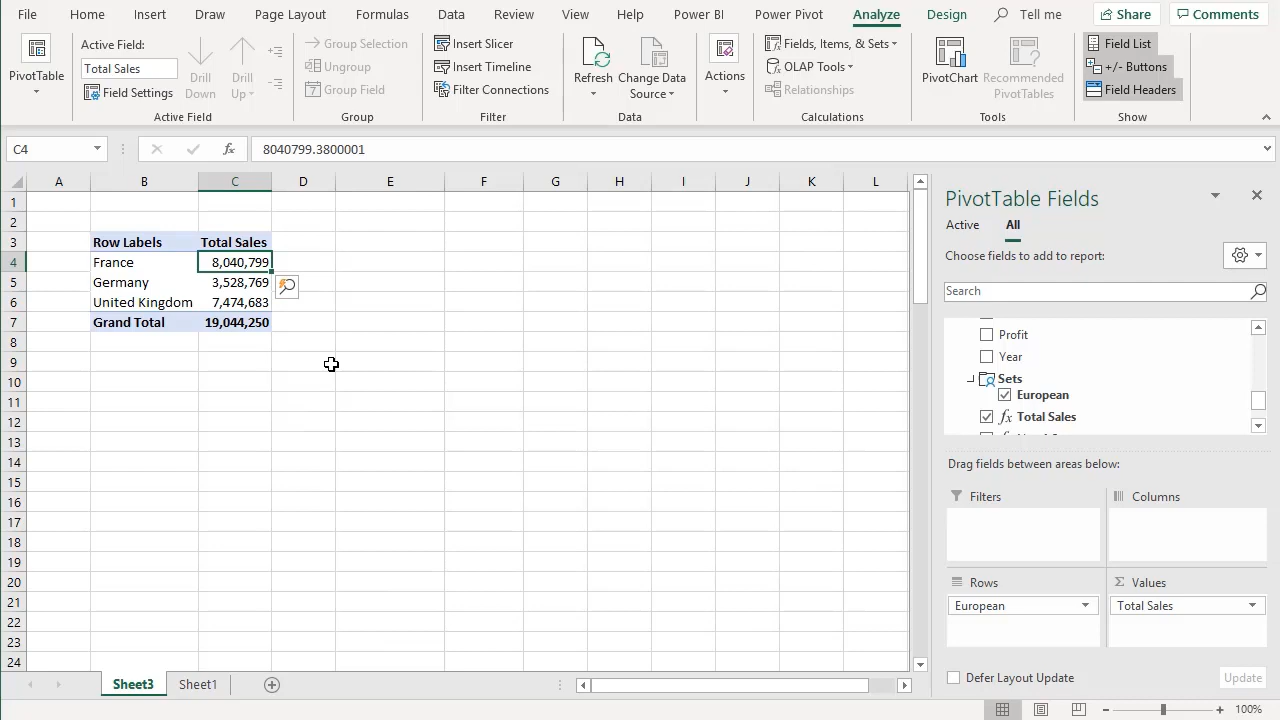 File Home Insert Draw Page Layout Formulas Data Review View Help Power BI Power Pivot Analyze Design Tell me Share Comments
PivotTable
Active Field:
Total Sales
Field Settings
Drill Down
Drill Up
Active Field
Group Selection
Ungroup
Group Field
Group
Insert Slicer
Insert Timeline
Filter Connections
Filter
Refresh
Change Data Source
Data
Actions
Fields, Items, & Sets
OLAP Tools
Relationships
Calculations
PivotChart
Recommended PivotTables
Tools
Field List
+/- Buttons
Field Headers
Show
C4 fx 8040799.3800001
A B C D E F G H I J K L
1
2
3 Row Labels Total Sales
4 France 8,040,799
5 Germany 3,528,769
6 United Kingdom 7,474,683
7 Grand Total 19,044,250
8
9
10
11
12
13
14
15
16
17
18
19
20
21
22
23
24
PivotTable Fields
Active All
Choose fields to add to report:
Search
Profit
Year
Sets
European
fx Total Sales
Drag fields between areas below:
Filters Columns
Rows Σ Values
European Total Sales
Defer Layout Update Update
Sheet3 Sheet1
100%